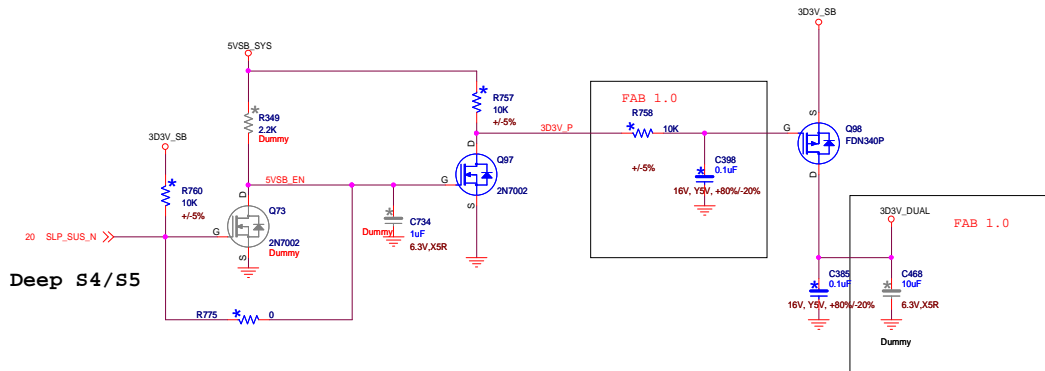 3D3V_SB
5VSB_SYS
R757
10K
+/-5%
FAB 1.0
R758
10K
+/-5%
R349
2.2K
Dummy
3D3V_SB
3D3V_P
G
S
D
Q98
FDN340P
C398
0.1uF
16V, Y5V, +80%/-20%
R760
10K
+/-5%
5VSB_EN
D
G
S
Q97
2N7002
D
G
S
Q73
2N7002
Dummy
C734
1uF
6.3V,X5R
Dummy
20 SLP_SUS_N
3D3V_DUAL
FAB 1.0
Deep S4/S5
C385
0.1uF
16V, Y5V, +80%/-20%
C468
10uF
6.3V,X5R
Dummy
R775
0